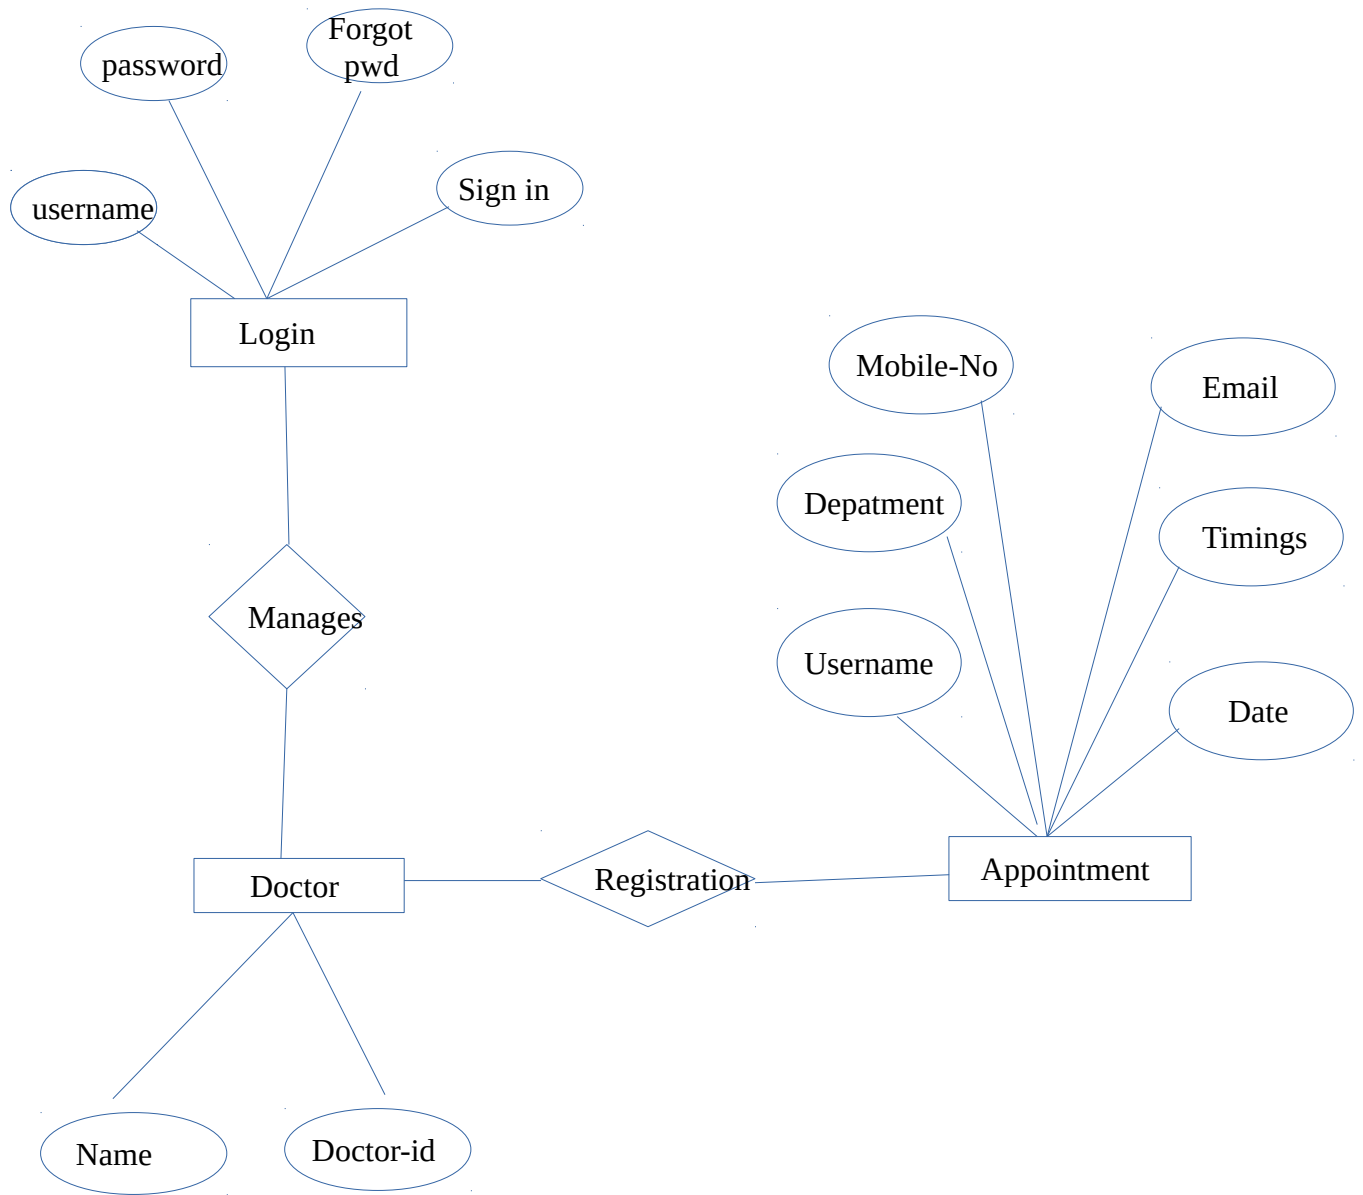 Forgot
pwd
password
Sign in
username
Login
Mobile-No
Email
Depatment
Timings
Manages
Username
Date
Appointment
Registration
Doctor
Doctor-id
Name